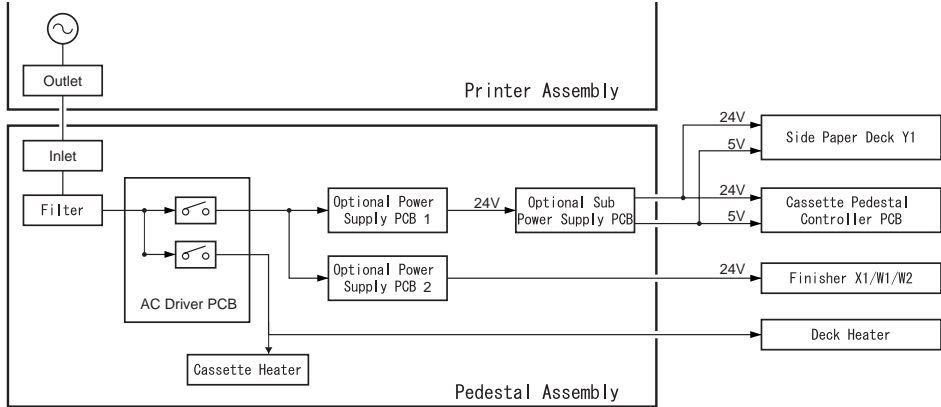 Outlet
Printer Assembly
24V
Side Paper Deck Y1
5V
Inlet
Filter
Optional Power
Supply PCB 1
24V
Optional Sub
Power Supply PCB
24V
5V
Cassette Pedestal
Controller PCB
Optional Power
Supply PCB 2
24V
Finisher X1/W1/W2
AC Driver PCB
Deck Heater
Cassette Heater
Pedestal Assembly